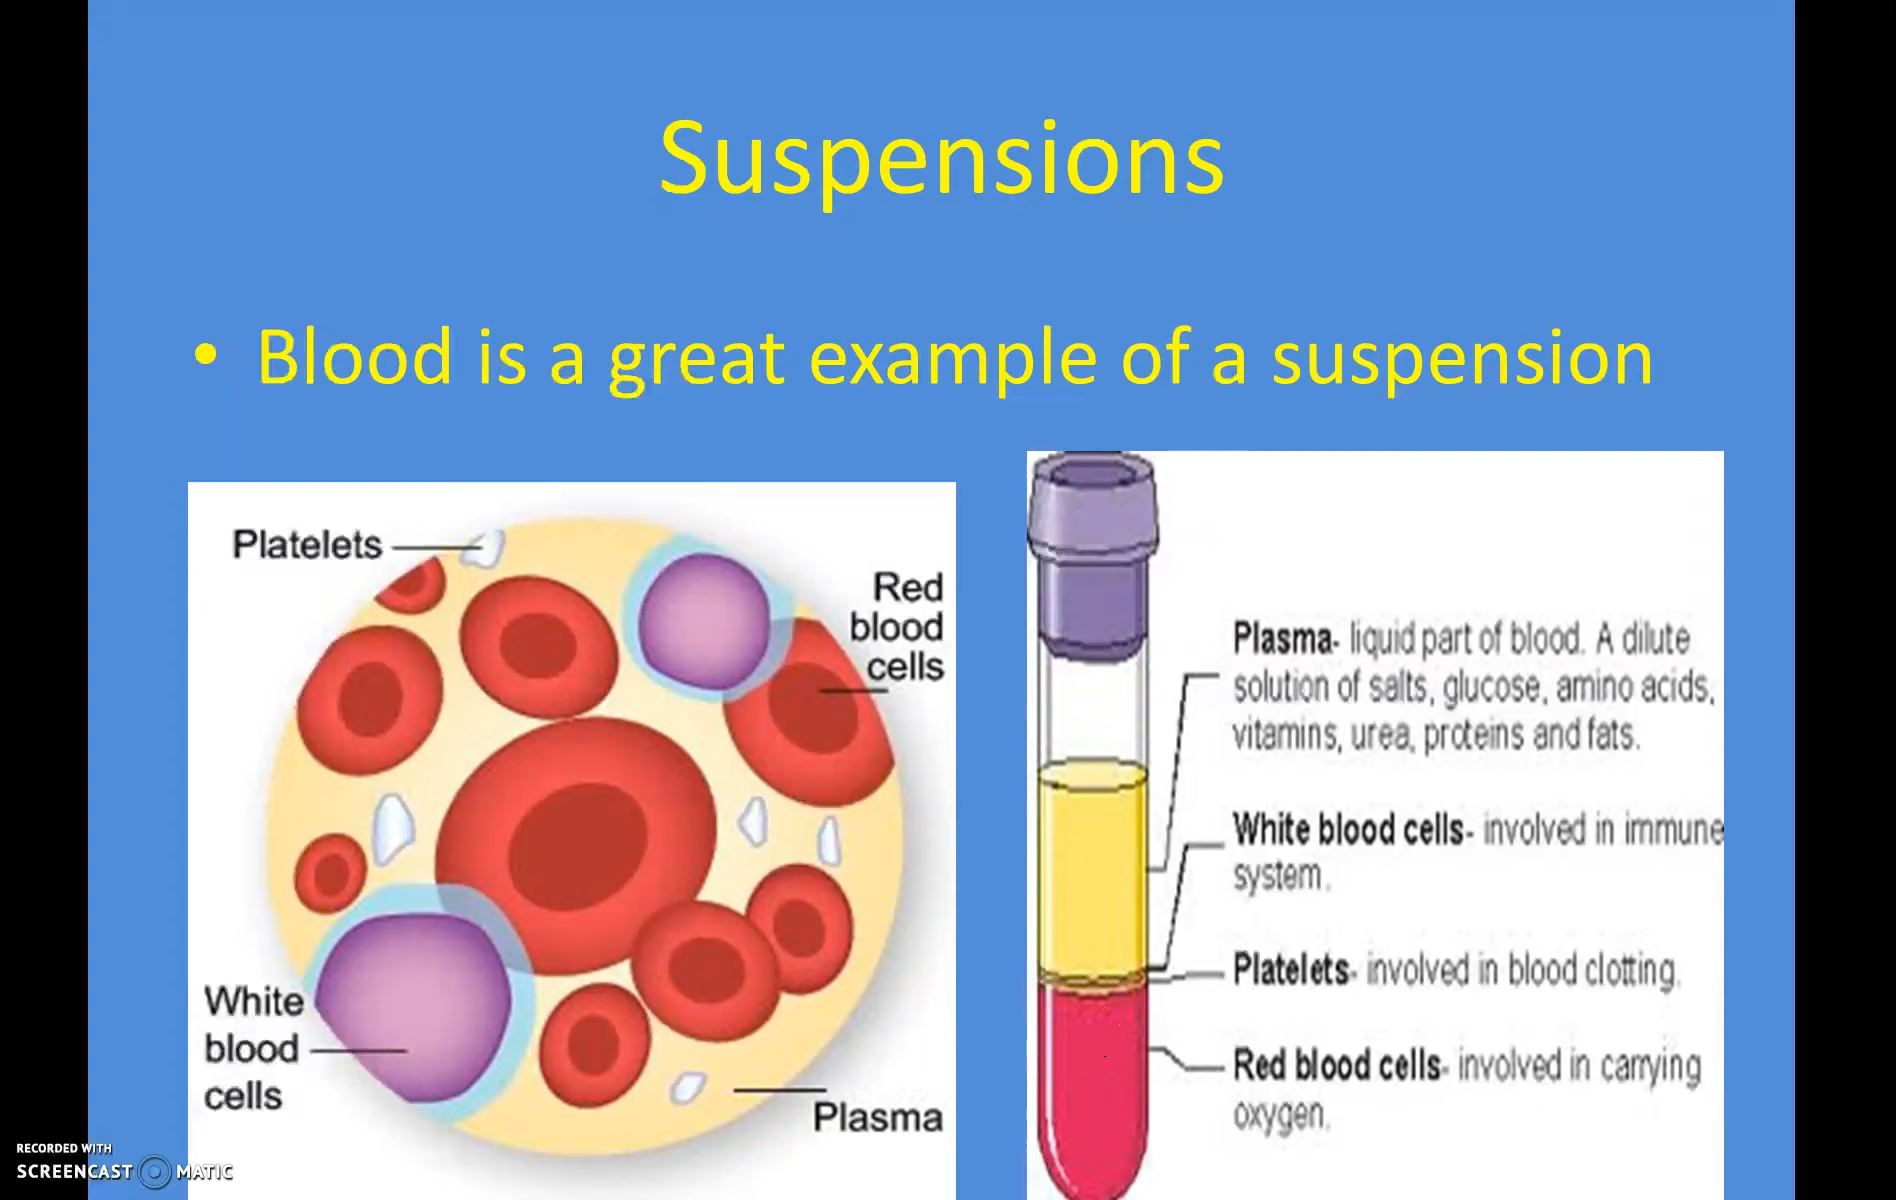 Suspensions
• Blood is a great example of a suspension
Platelets
Red
blood
cells
White
blood
cells
Plasma
Plasma- liquid part of blood. A dilute
solution of salts, glucose, amino acids,
vitamins, urea, proteins and fats.
White blood cells- involved in immune
system.
Platelets- involved in blood clotting.
Red blood cells- involved in carrying
oxygen.
RECORDED WITH
SCREENCAST MATIC